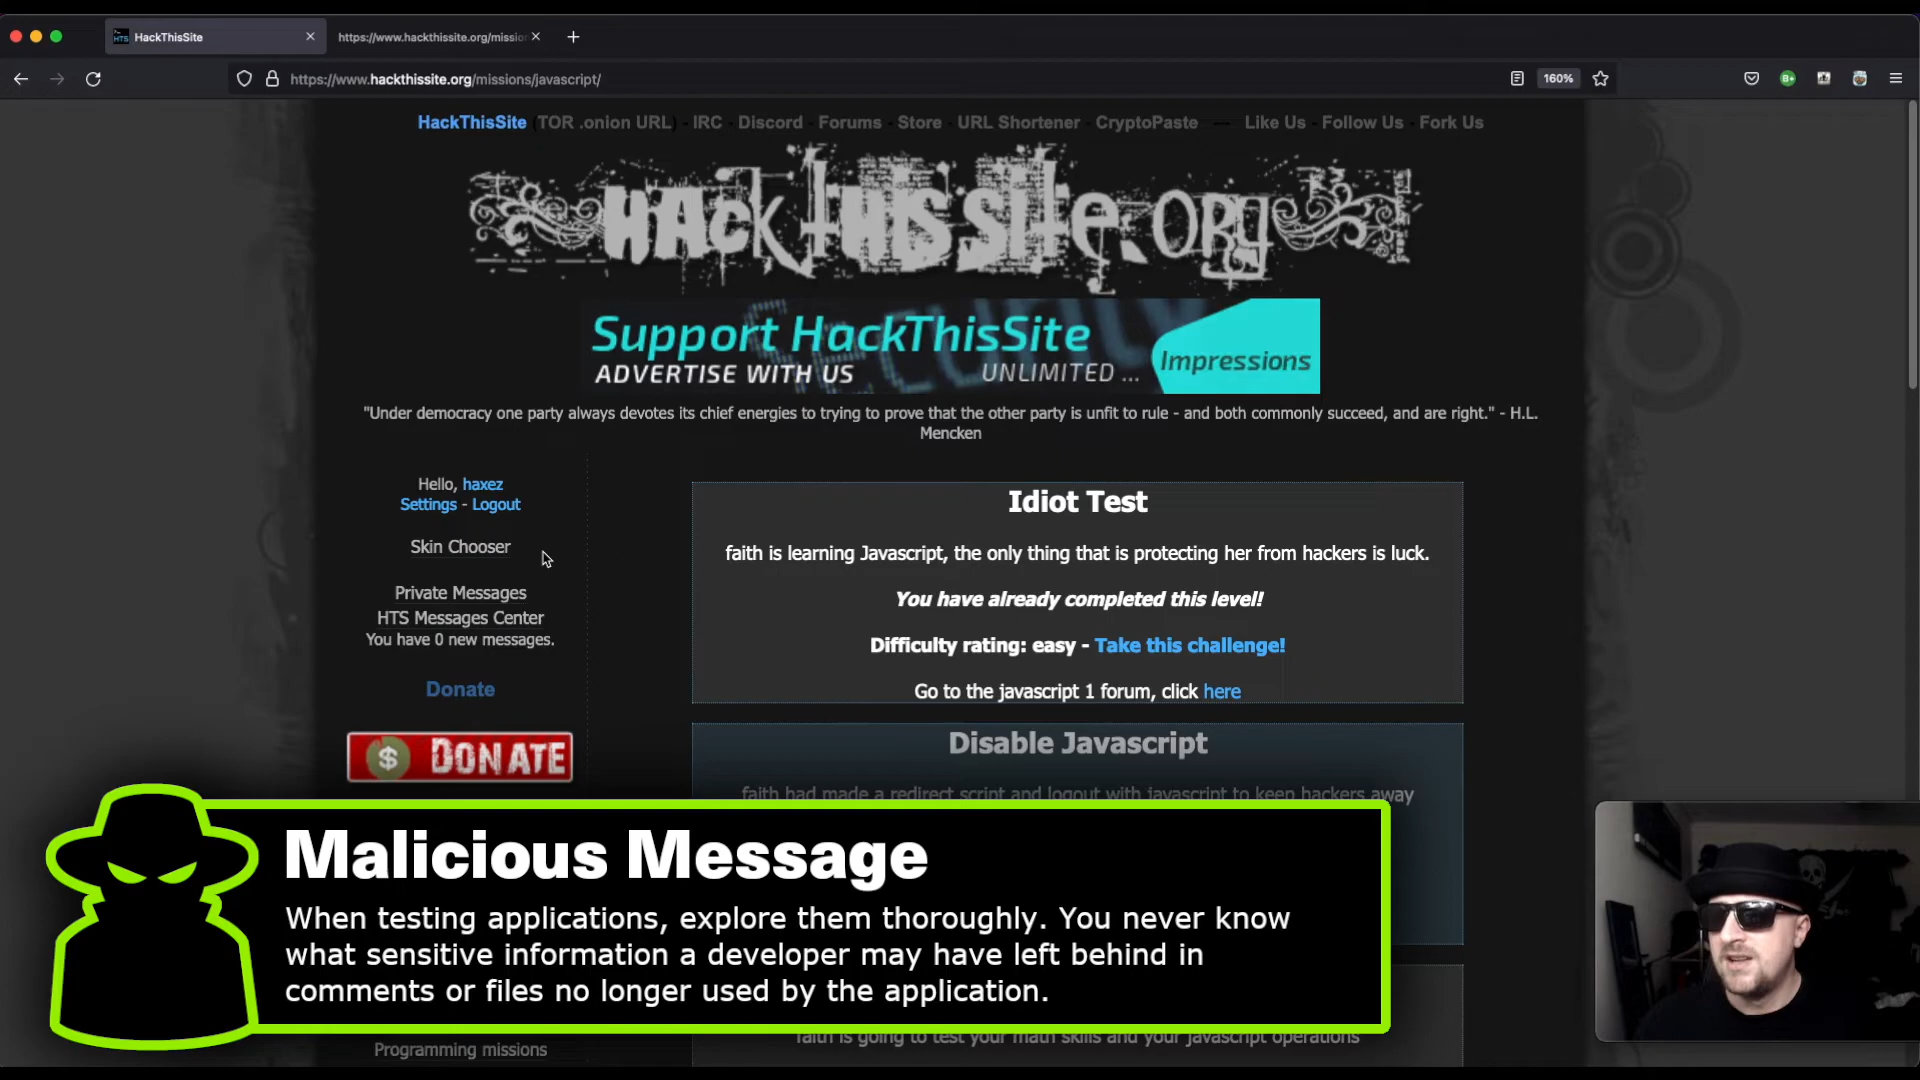 HTS HackThisSite
https://www.hackthissite.org/missio
https://www.hackthissite.org/missions/javascript/
160%
B+
HackThisSite (TOR .onion URL) - IRC - Discord - Forums - Store - URL Shortener - CryptoPaste — Like Us - Follow Us - Fork Us
HackThisSite.org
Support HackThisSite
ADVERTISE WITH US UNLIMITED ... Impressions
"Under democracy one party always devotes its chief energies to trying to prove that the other party is unfit to rule - and both commonly succeed, and are right." - H.L.
Mencken
Hello, haxez
Settings - Logout
Skin Chooser
Private Messages
HTS Messages Center
You have 0 new messages.
Donate
$ DONATE
Idiot Test
faith is learning Javascript, the only thing that is protecting her from hackers is luck.
You have already completed this level!
Difficulty rating: easy - Take this challenge!
Go to the javascript 1 forum, click here
Disable Javascript
faith had made a redirect script and logout with javascript to keep hackers away
Malicious Message
When testing applications, explore them thoroughly. You never know
what sensitive information a developer may have left behind in
comments or files no longer used by the application.
faith is going to test your math skills and your javascript operations
Programming missions